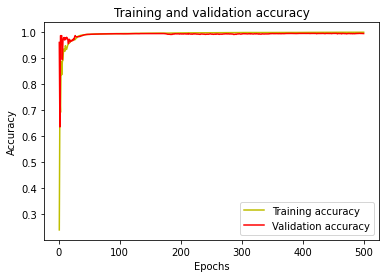 Training and validation accuracy
1.0
0.9
0.8
0.7
0.6
0.5
0.4
0.3
Accuracy
Training accuracy
Validation accuracy
0 100 200 300 400 500
Epochs